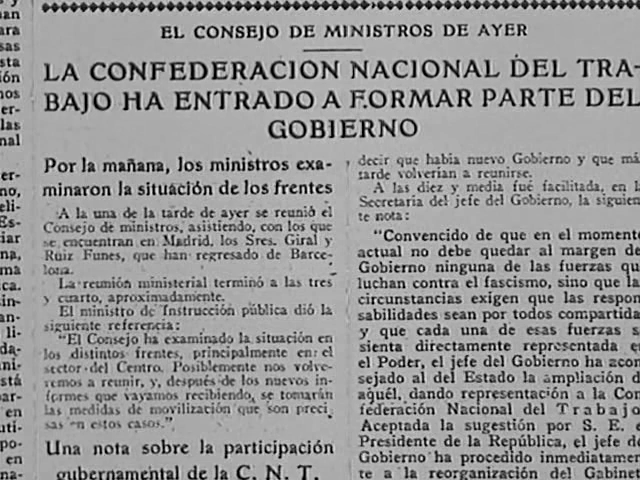 EL CONSEJO DE MINISTROS DE AYER
LA CONFEDERACION NACIONAL DEL TRA-
BAJO HA ENTRADO A FORMAR PARTE DEL
GOBIERNO
Por la mañana, los ministros exa-
minaron la situación de los frentes
A la una de la tarde de ayer se reunió el
Consejo de ministros, asistiendo, con los que
se encuentran en Madrid, los Sres. Giral y
Ruiz Funes, que han regresado de Barce-
lona.
La reunión ministerial terminó a las tres
y cuarto, aproximadamente.
El ministro de Instrucción pública dió la
siguiente referencia:
"El Consejo ha examinado la situación en
los distintos frentes, principalmente en el
sector del Centro. Posiblemente nos volve-
remos a reunir, y, después de los nuevos in-
formes que vayamos recibiendo, se tomarán
las medidas de movilización que son preci-
sas en estos casos."
Una nota sobre la participación
gubernamental de la C. N. T.
decir que había nuevo Gobierno y que más
tarde volverían a reunirse.
A las diez y media fué facilitada, en l
Secretaría del jefe del Gobierno, la siguien
te nota:
"Convencido de que en el momento
actual no debe quedar al margen de
Gobierno ninguna de las fuerzas qu
luchan contra el fascismo, sino que la
circunstancias exigen que las respon
sabilidades sean por todos compartida
y que cada una de esas fuerzas s
sienta directamente representada e
el Poder, el jefe del Gobierno ha acon
sejado al del Estado la ampliación d
aquél, dando representación a la Con
federación Nacional del Trabajo
Aceptada la sugestión por S. E. e
Presidente de la República, el jefe de
Gobierno ha procedido inmediatamen
te a la reorganización del Gabinet